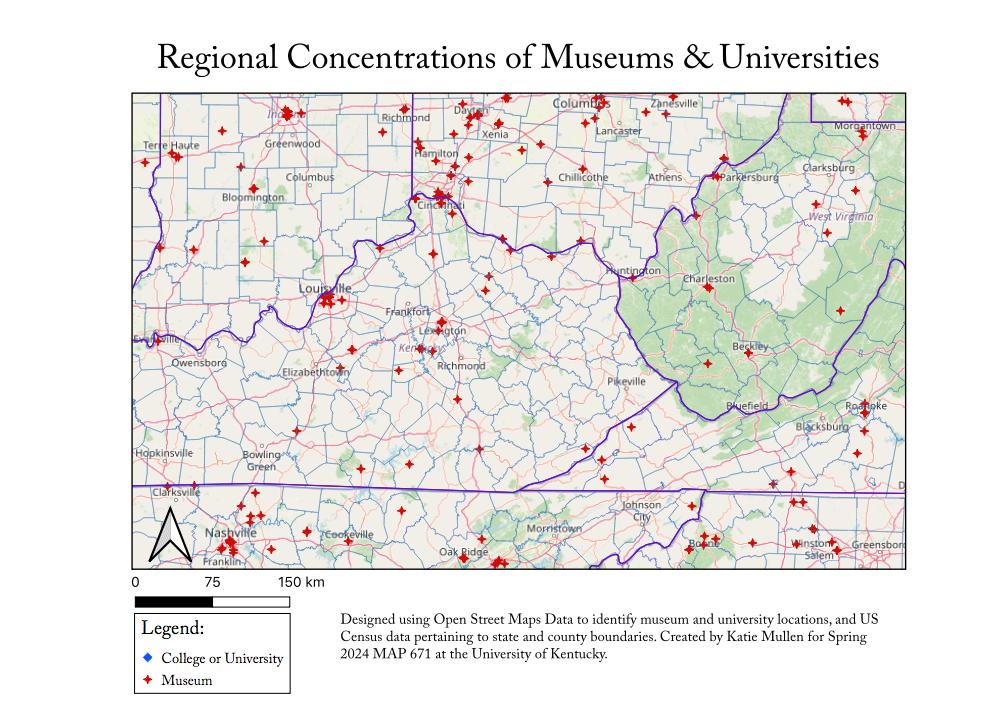 Regional Concentrations of Museums & Universities
Columbus
Zanesville
Dayton
Richmond
Xenia
Lancaster
Morgantown
Greenwood
Terre Haute
Hamilton
Columbus
Chillicothe
Athens
Parkersburg
Clarksburg
Bloomington
Cincinnati
West Virginia
Huntington
Charleston
Louisville
Frankfort
Lexington
Evansville
Kentucky
Beckley
Owensboro
Elizabethtown
Richmond
Pikeville
Bluefield
Roanoke
Blacksburg
Hopkinsville
Bowling
Green
Clarksville
Johnson
City
Nashville
Cookeville
Morristown
Boone
Winston
Salem
Greensbor
Oak Ridge
Franklin
0 75 150 km
Legend:
College or University
Museum
Designed using Open Street Maps Data to identify museum and university locations, and US
Census data pertaining to state and county boundaries. Created by Katie Mullen for Spring
2024 MAP 671 at the University of Kentucky.